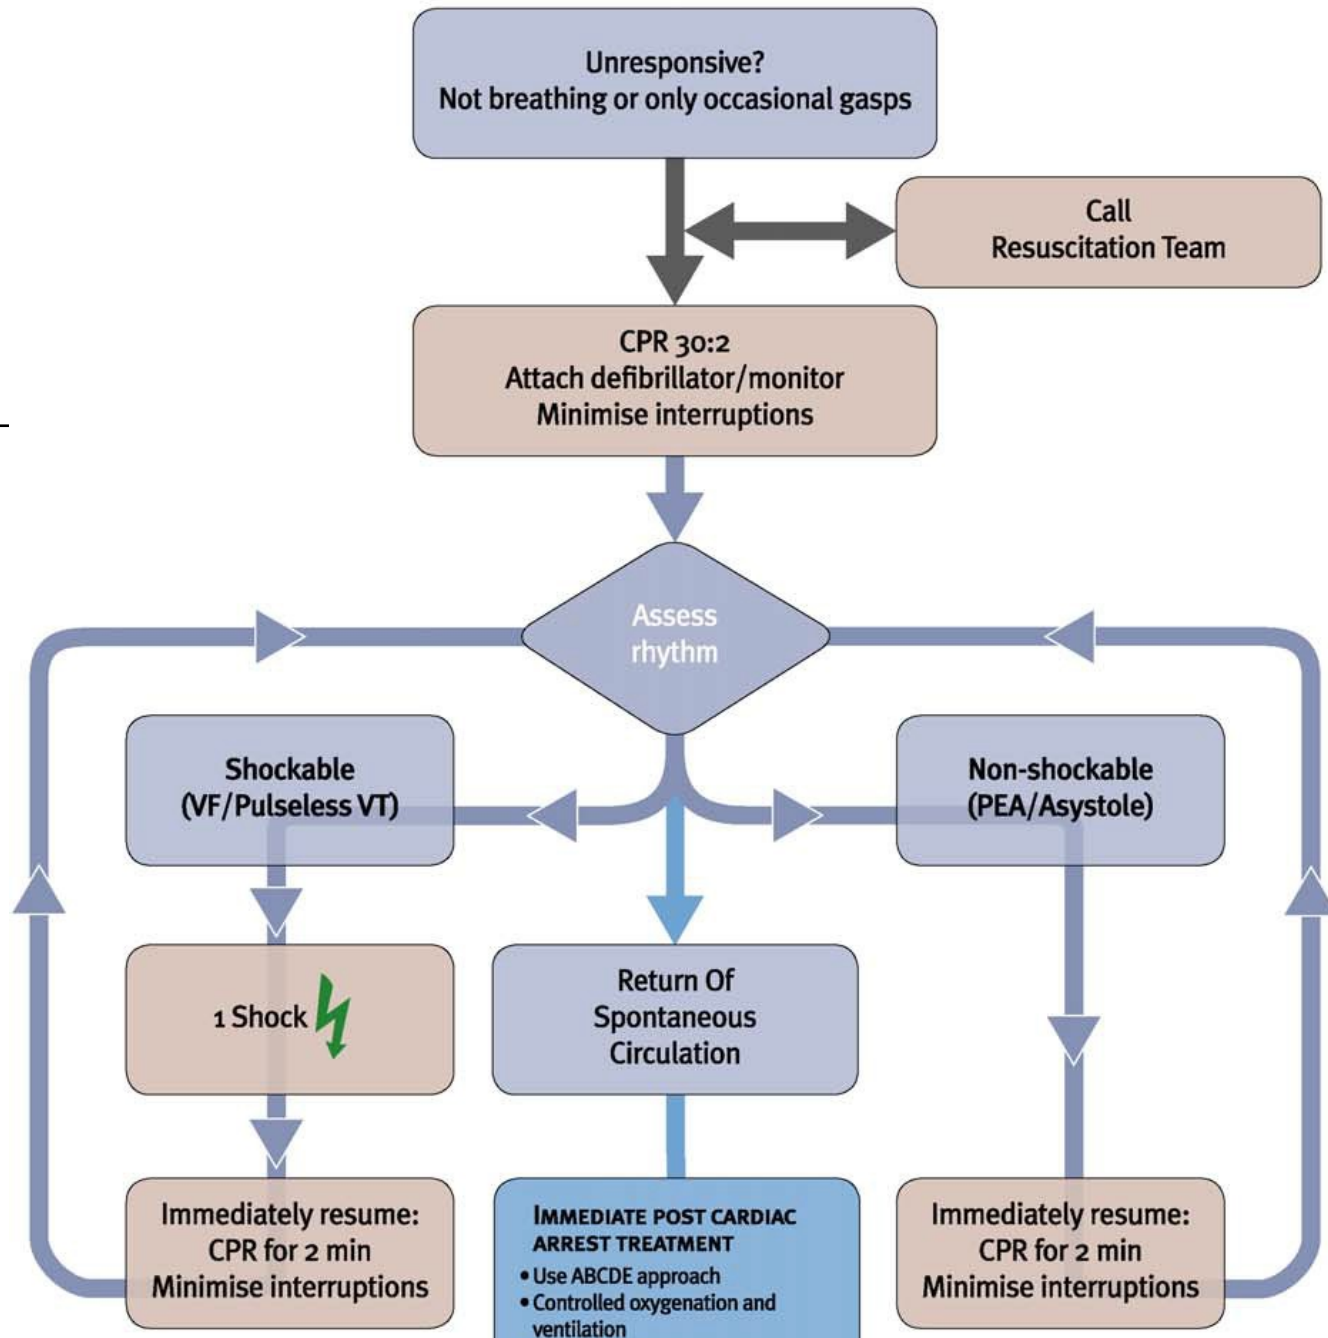 Unresponsive?
Not breathing or only occasional gasps
Call
Resuscitation Team
CPR 30:2
Attach defibrillator/monitor
Minimise interruptions
Assess
rhythm
Shockable
(VF/Pulseless VT)
Non-shockable
(PEA/Asystole)
1 Shock
Return Of
Spontaneous
Circulation
Immediately resume:
CPR for 2 min
Minimise interruptions
IMMEDIATE POST CARDIAC
ARREST TREATMENT
• Use ABCDE approach
• Controlled oxygenation and
ventilation
Immediately resume:
CPR for 2 min
Minimise interruptions